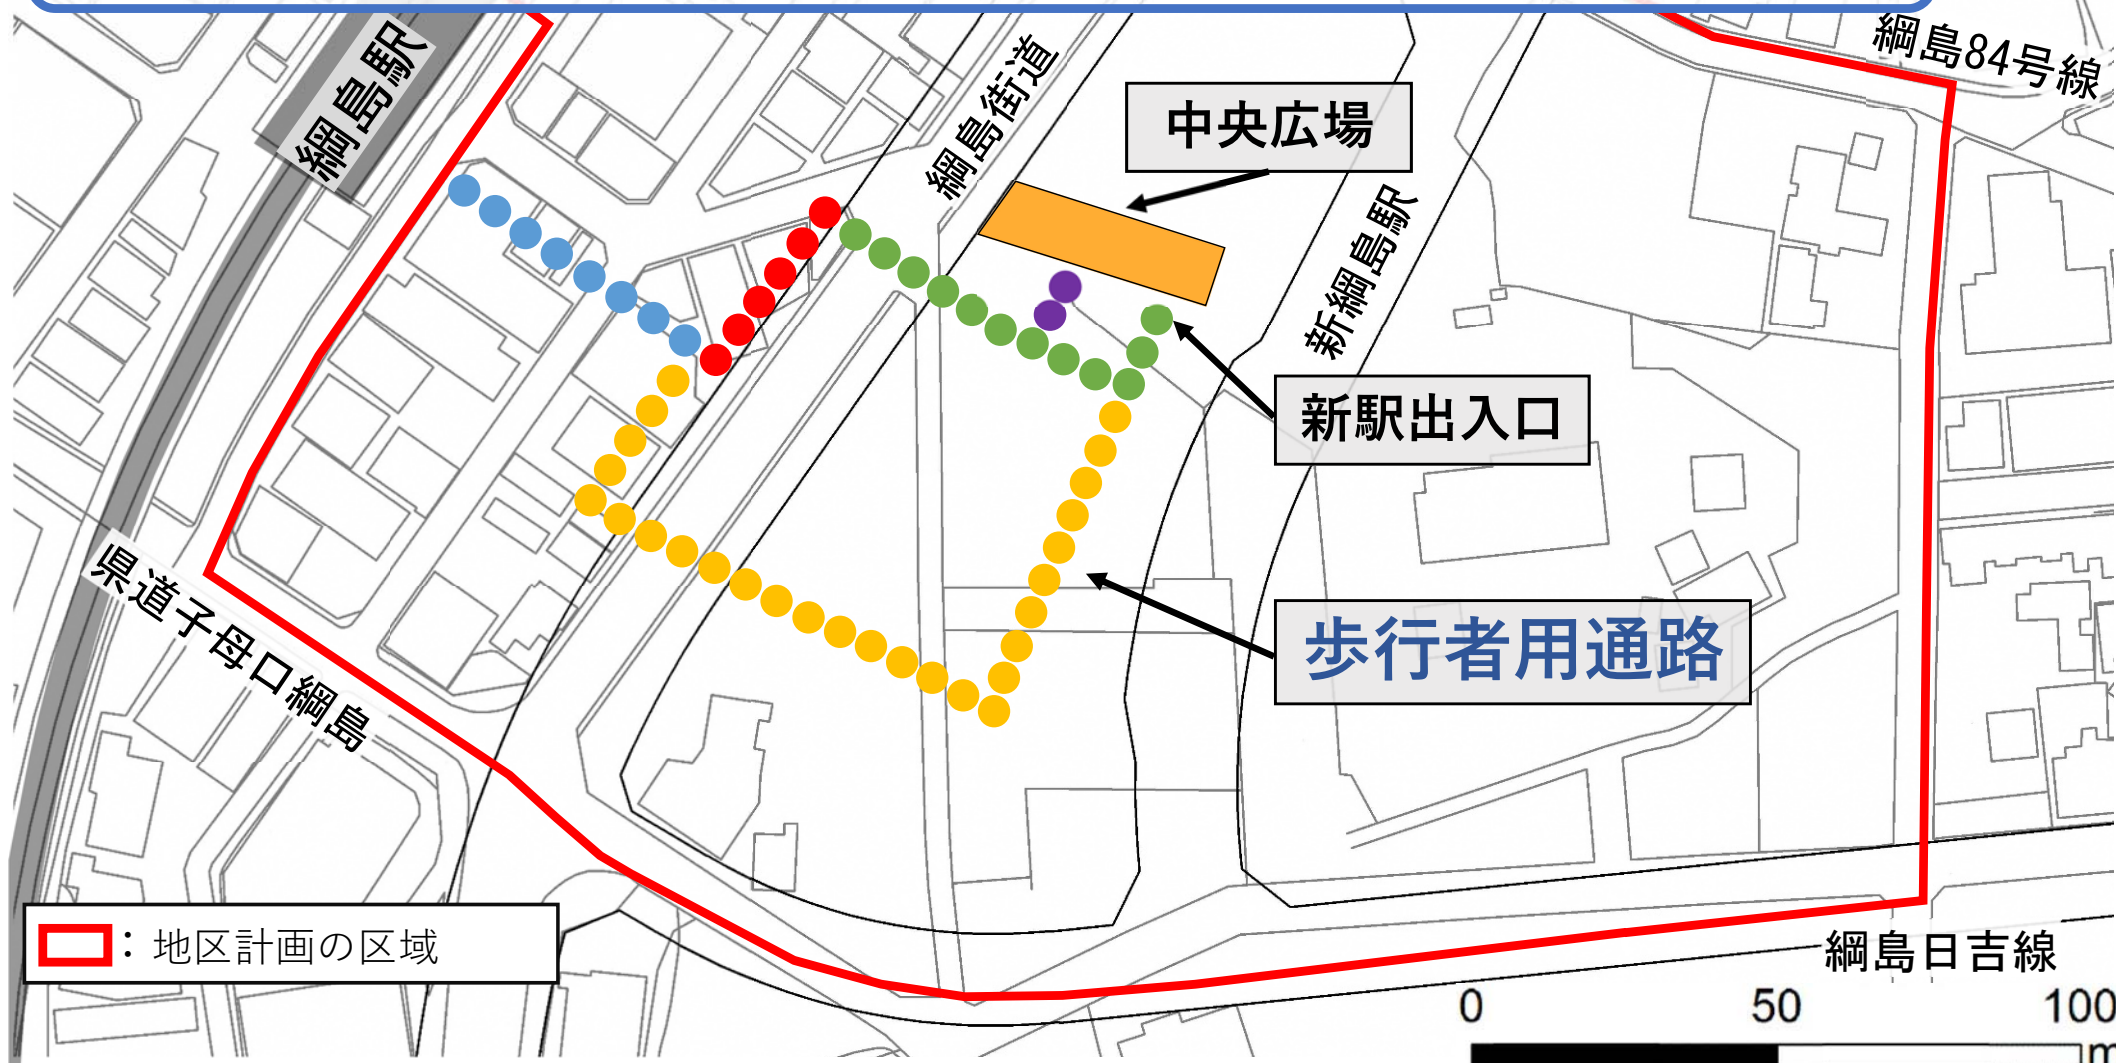 綱島駅
綱島街道
綱島84号線
中央広場
新綱島駅
新駅出入口
歩行者用通路
県道子母口綱島
：地区計画の区域
綱島日吉線
0 50 100
m